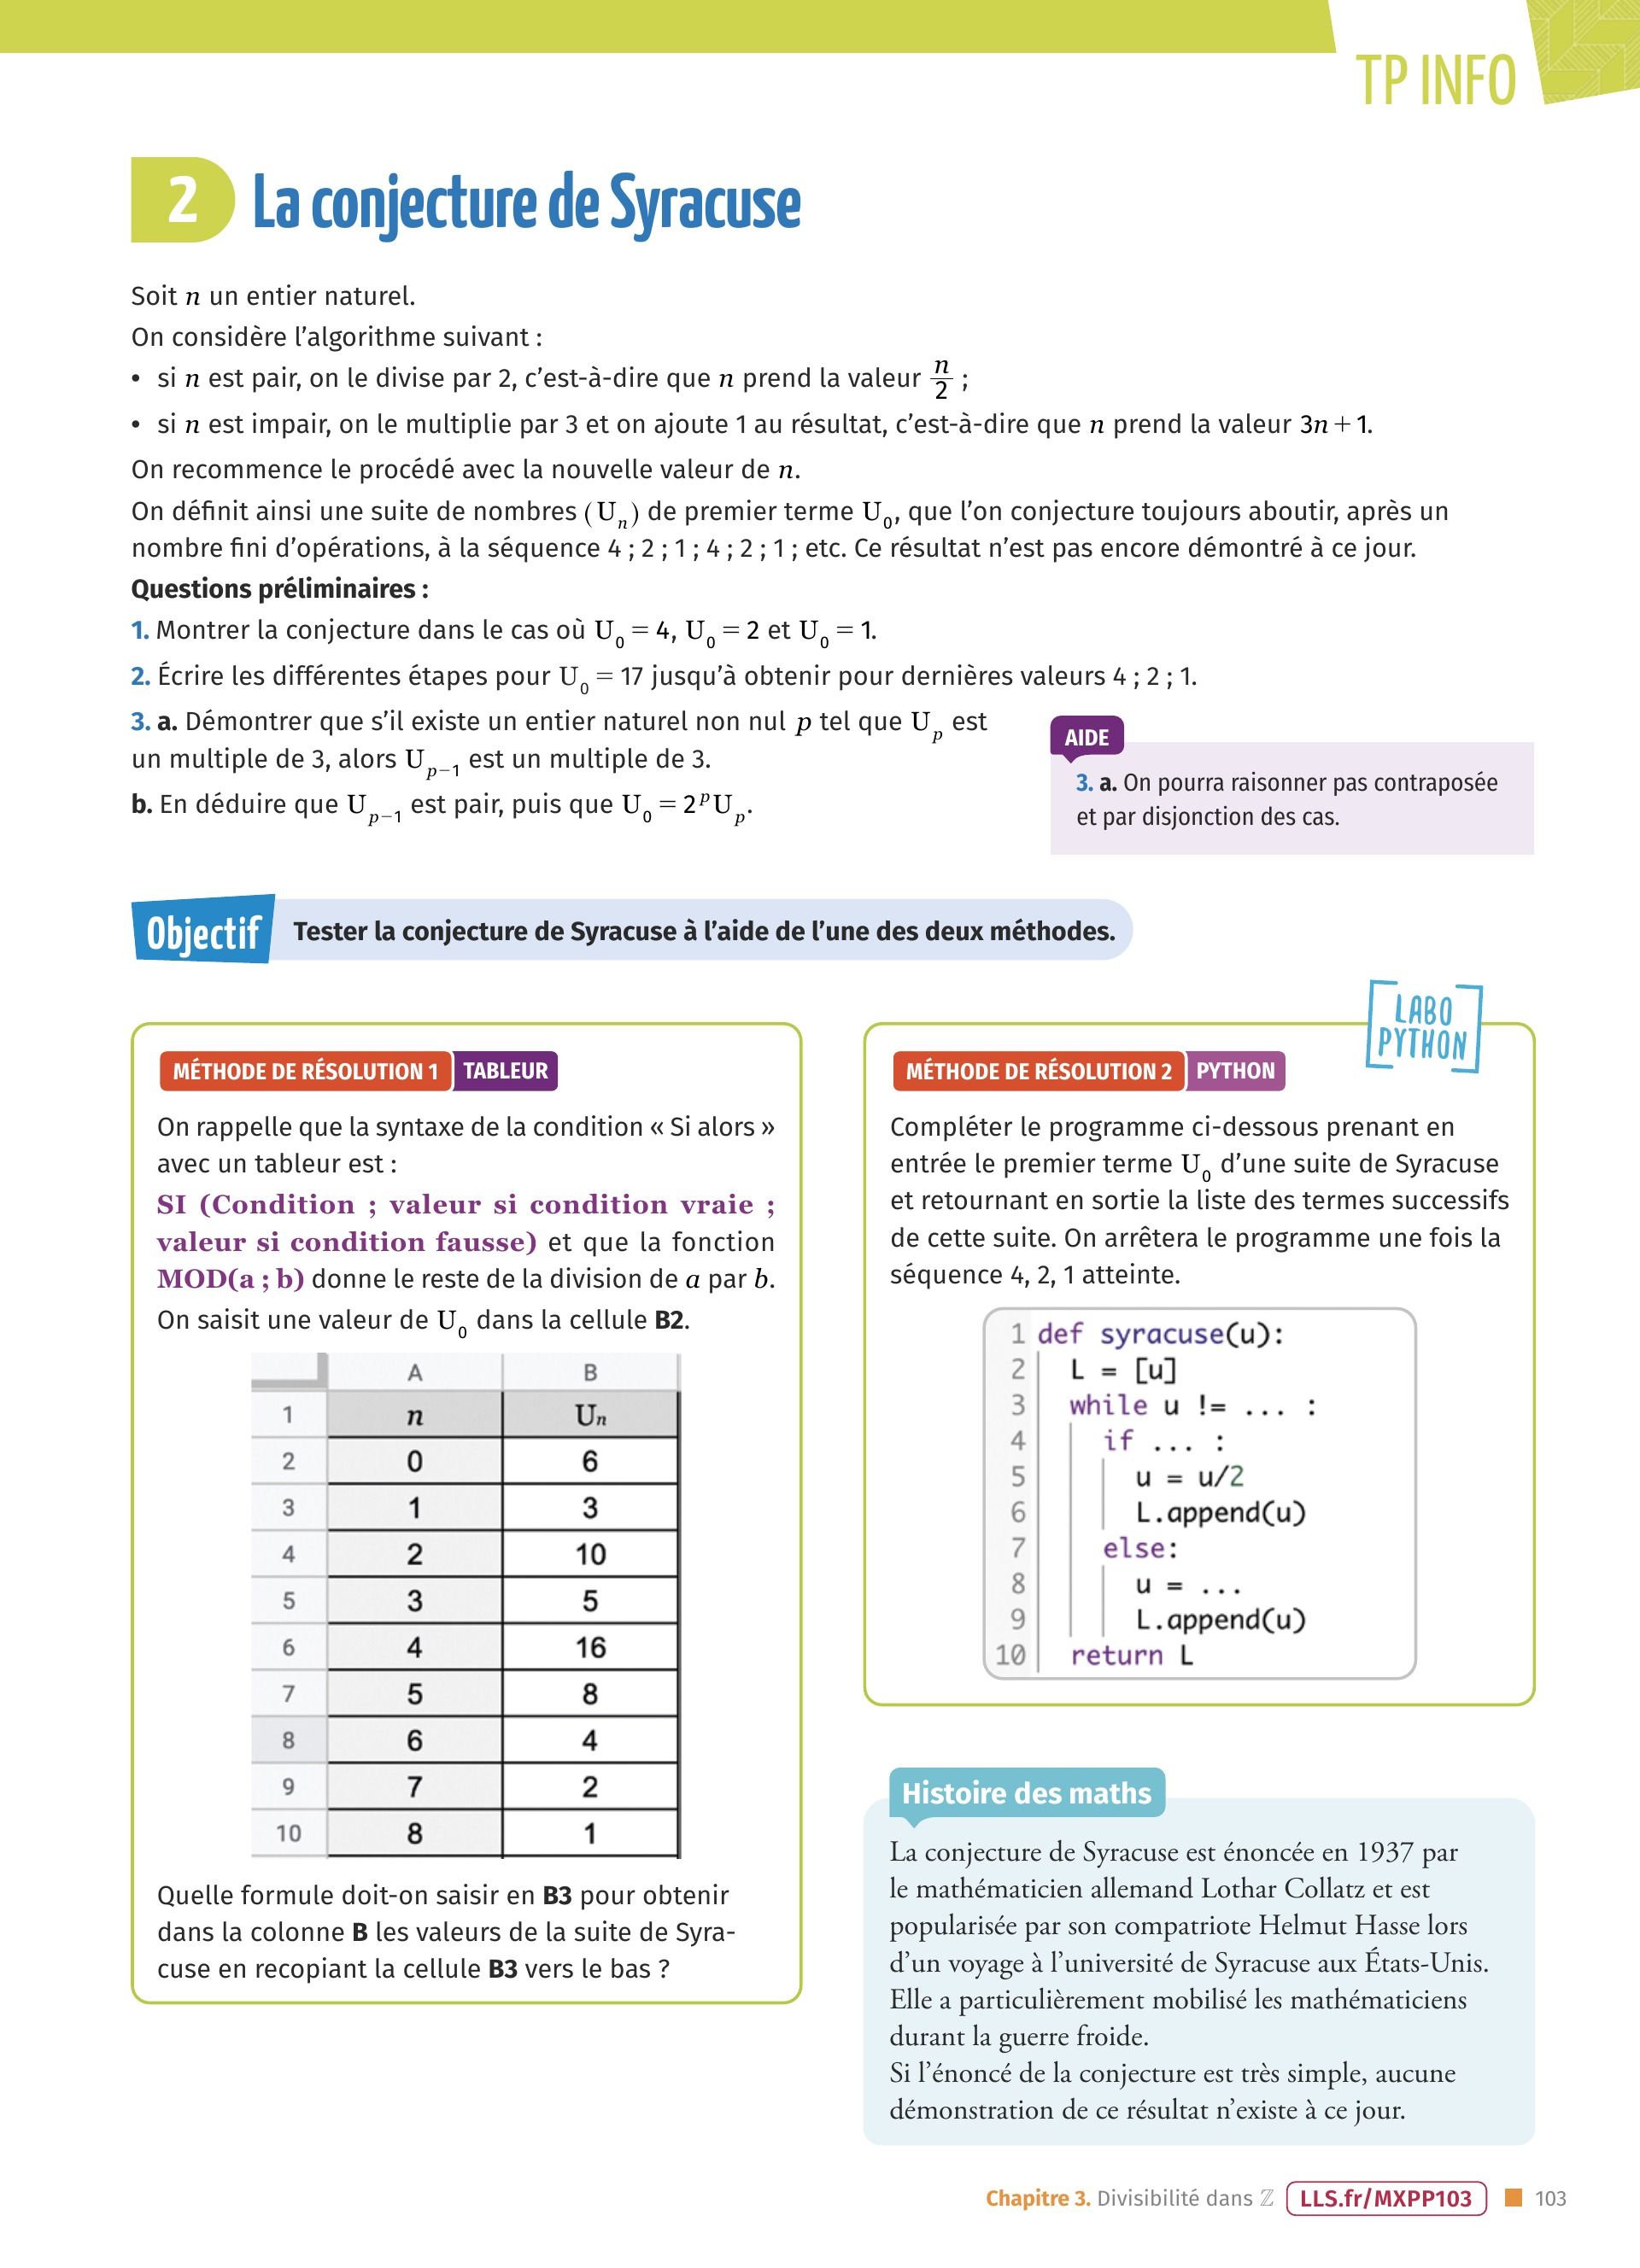 TP INFO
2 La conjecture de Syracuse
Soit n un entier naturel.
On considère l’algorithme suivant :
• si n est pair, on le divise par 2, c’est-à-dire que n prend la valeur n/2 ;
• si n est impair, on le multiplie par 3 et on ajoute 1 au résultat, c’est-à-dire que n prend la valeur 3n + 1.
On recommence le procédé avec la nouvelle valeur de n.
On définit ainsi une suite de nombres (Uₙ) de premier terme U₀, que l’on conjecture toujours aboutir, après un
nombre fini d’opérations, à la séquence 4 ; 2 ; 1 ; 4 ; 2 ; 1 ; etc. Ce résultat n’est pas encore démontré à ce jour.
Questions préliminaires :
1. Montrer la conjecture dans le cas où U₀ = 4, U₀ = 2 et U₀ = 1.
2. Écrire les différentes étapes pour U₀ = 17 jusqu’à obtenir pour dernières valeurs 4 ; 2 ; 1.
3. a. Démontrer que s’il existe un entier naturel non nul p tel que Uₚ est
un multiple de 3, alors Uₚ₋₁ est un multiple de 3.
b. En déduire que Uₚ₋₁ est pair, puis que U₀ = 2ᵖUₚ.
AIDE
3. a. On pourra raisonner pas contraposée
et par disjonction des cas.
Objectif Tester la conjecture de Syracuse à l’aide de l’une des deux méthodes.
MÉTHODE DE RÉSOLUTION 1 TABLEUR
On rappelle que la syntaxe de la condition « Si alors »
avec un tableur est :
SI (Condition ; valeur si condition vraie ;
valeur si condition fausse) et que la fonction
MOD(a ; b) donne le reste de la division de a par b.
On saisit une valeur de U₀ dans la cellule B2.
A B
1 n Uₙ
2 0 6
3 1 3
4 2 10
5 3 5
6 4 16
7 5 8
8 6 4
9 7 2
10 8 1
Quelle formule doit-on saisir en B3 pour obtenir
dans la colonne B les valeurs de la suite de Syra-
cuse en recopiant la cellule B3 vers le bas ?
LABO
PYTHON
MÉTHODE DE RÉSOLUTION 2 PYTHON
Compléter le programme ci-dessous prenant en
entrée le premier terme U₀ d’une suite de Syracuse
et retournant en sortie la liste des termes successifs
de cette suite. On arrêtera le programme une fois la
séquence 4, 2, 1 atteinte.
1 def syracuse(u):
2 L = [u]
3 while u != ... :
4 if ... :
5 u = u/2
6 L.append(u)
7 else:
8 u = ...
9 L.append(u)
10 return L
Histoire des maths
La conjecture de Syracuse est énoncée en 1937 par
le mathématicien allemand Lothar Collatz et est
popularisée par son compatriote Helmut Hasse lors
d’un voyage à l’université de Syracuse aux États-Unis.
Elle a particulièrement mobilisé les mathématiciens
durant la guerre froide.
Si l’énoncé de la conjecture est très simple, aucune
démonstration de ce résultat n’existe à ce jour.
Chapitre 3. Divisibilité dans ℤ LLS.fr/MXPP103 103